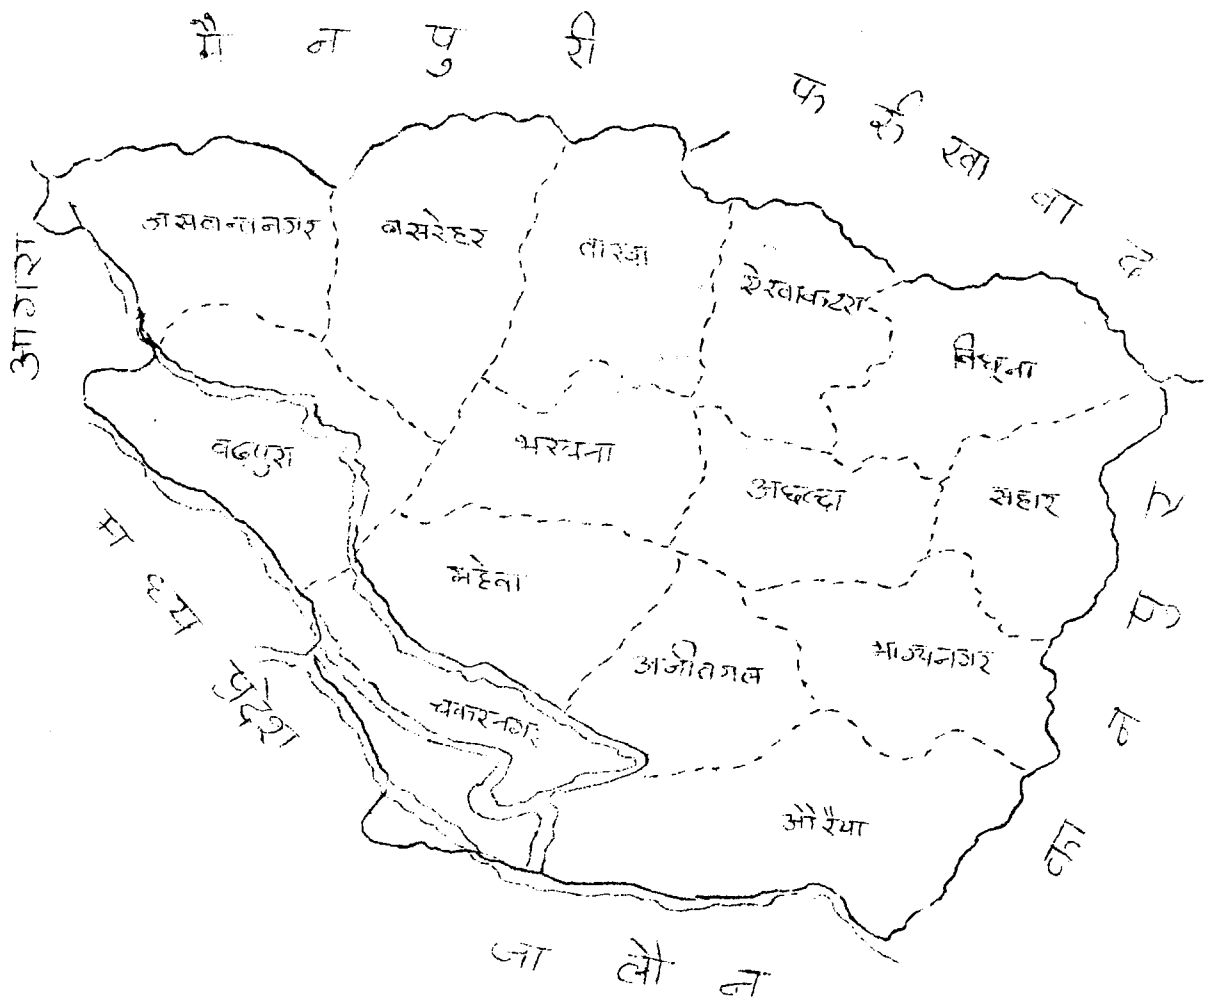 मैनपुरी
फर्रुखाबाद
आगरा
जसवन्तनगर
बसरेहर
ताखा
ऐरवाकटरा
विधूना
बढ़पुरा
भरथना
अछल्दा
सहार
महेवा
अजीतमल
भाग्यनगर
चकरनगर
औरैया
मध्य प्रदेश
जालौन